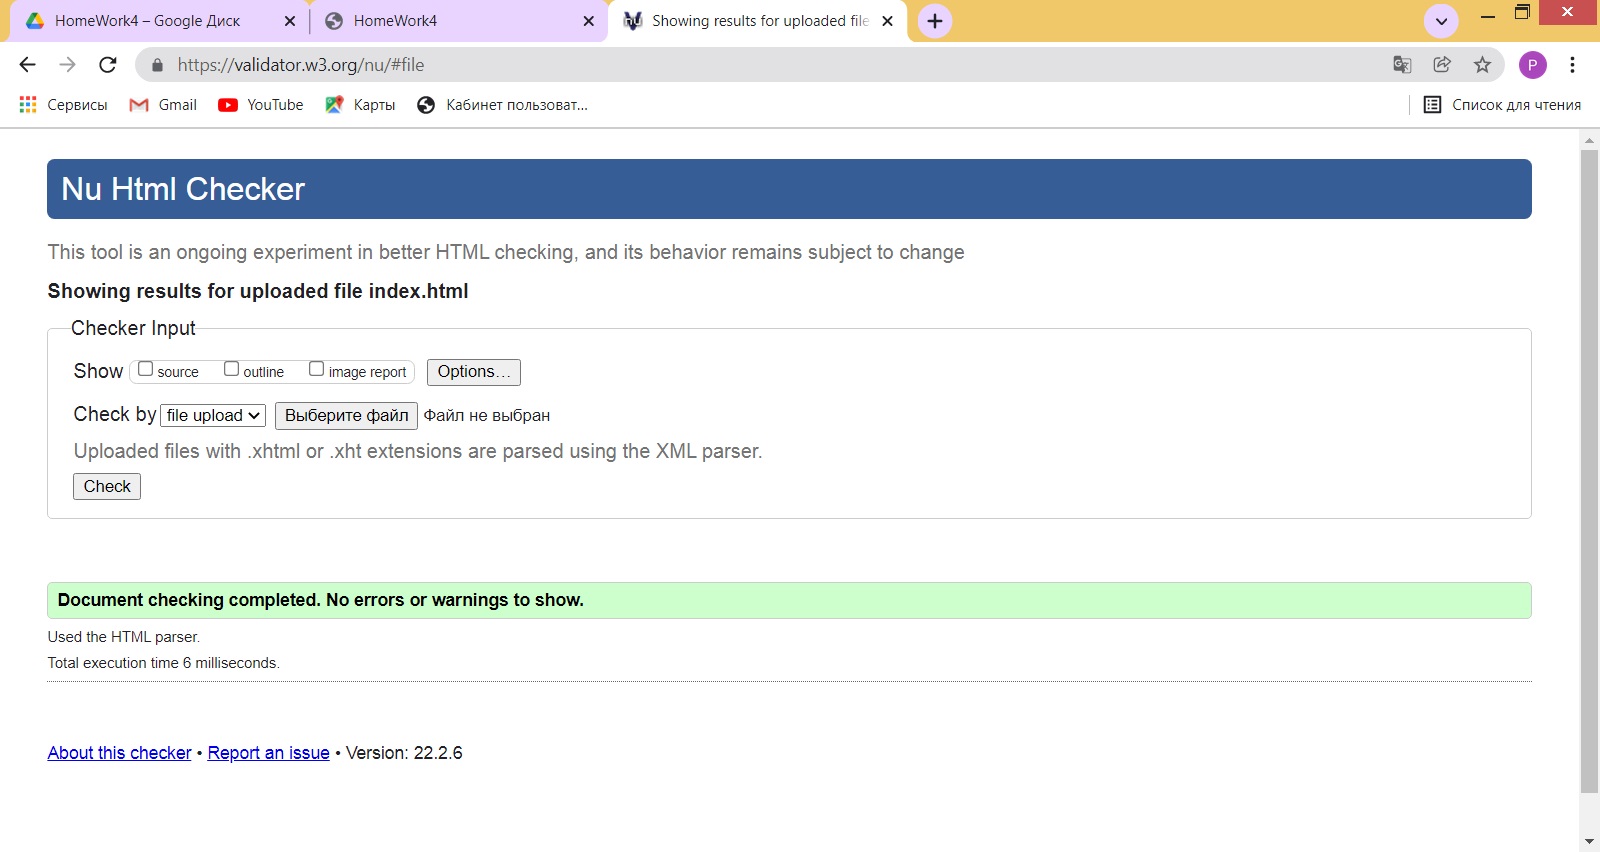 HomeWork4 – Google Диск
HomeWork4
Showing results for uploaded file
https://validator.w3.org/nu/#file
P
Сервисы
Gmail
YouTube
Карты
Кабинет пользоват...
Список для чтения
Nu Html Checker
This tool is an ongoing experiment in better HTML checking, and its behavior remains subject to change
Showing results for uploaded file index.html
Checker Input
Show source outline image report Options...
Check by file upload Выберите файл Файл не выбран
Uploaded files with .xhtml or .xht extensions are parsed using the XML parser.
Check
Document checking completed. No errors or warnings to show.
Used the HTML parser.
Total execution time 6 milliseconds.
About this checker • Report an issue • Version: 22.2.6